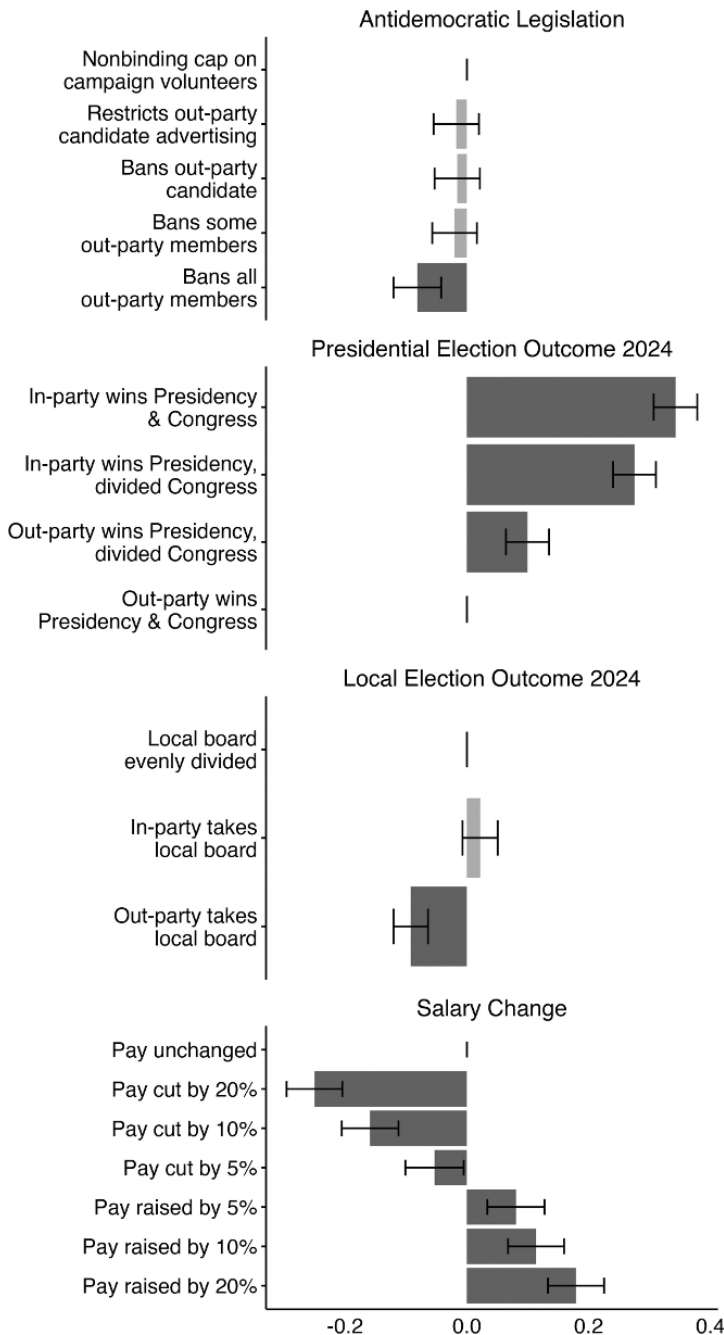 Antidemocratic Legislation
Nonbinding cap on
campaign volunteers
Restricts out-party
candidate advertising
Bans out-party
candidate
Bans some
out-party members
Bans all
out-party members
Presidential Election Outcome 2024
In-party wins Presidency
& Congress
In-party wins Presidency,
divided Congress
Out-party wins Presidency,
divided Congress
Out-party wins
Presidency & Congress
Local Election Outcome 2024
Local board
evenly divided
In-party takes
local board
Out-party takes
local board
Salary Change
Pay unchanged
Pay cut by 20%
Pay cut by 10%
Pay cut by 5%
Pay raised by 5%
Pay raised by 10%
Pay raised by 20%
-0.2 0.0 0.2 0.4